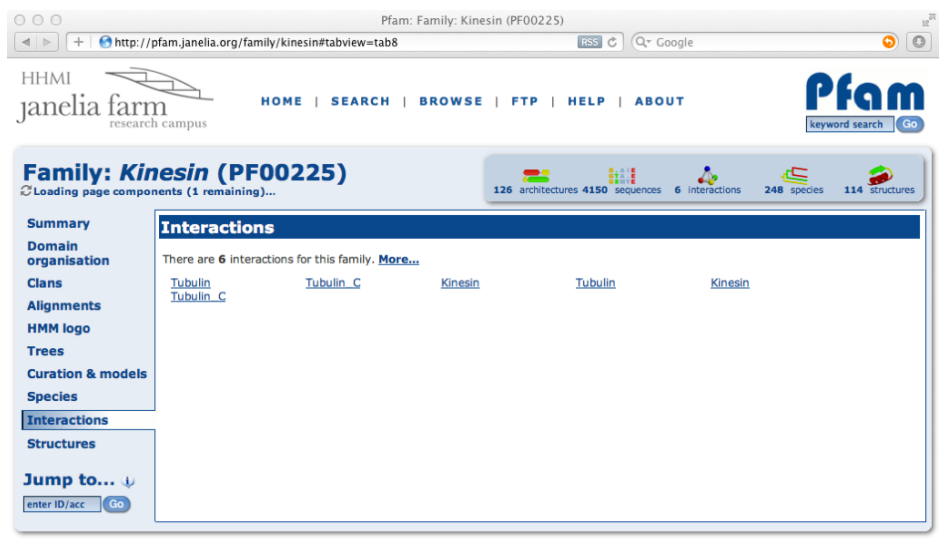 Pfam: Family: Kinesin (PF00225)
http://pfam.janelia.org/family/kinesin#tabview=tab8
RSS
Google
HHMI
janelia farm
research campus
HOME | SEARCH | BROWSE | FTP | HELP | ABOUT
Pfam
keyword search Go
Family: Kinesin (PF00225)
Loading page components (1 remaining)...
126 architectures 4150 sequences 6 interactions 248 species 114 structures
Summary
Domain
organisation
Clans
Alignments
HMM logo
Trees
Curation & models
Species
Interactions
Structures
Jump to...
enter ID/acc Go
Interactions
There are 6 interactions for this family. More...
Tubulin Tubulin_C Kinesin Tubulin Kinesin
Tubulin_C